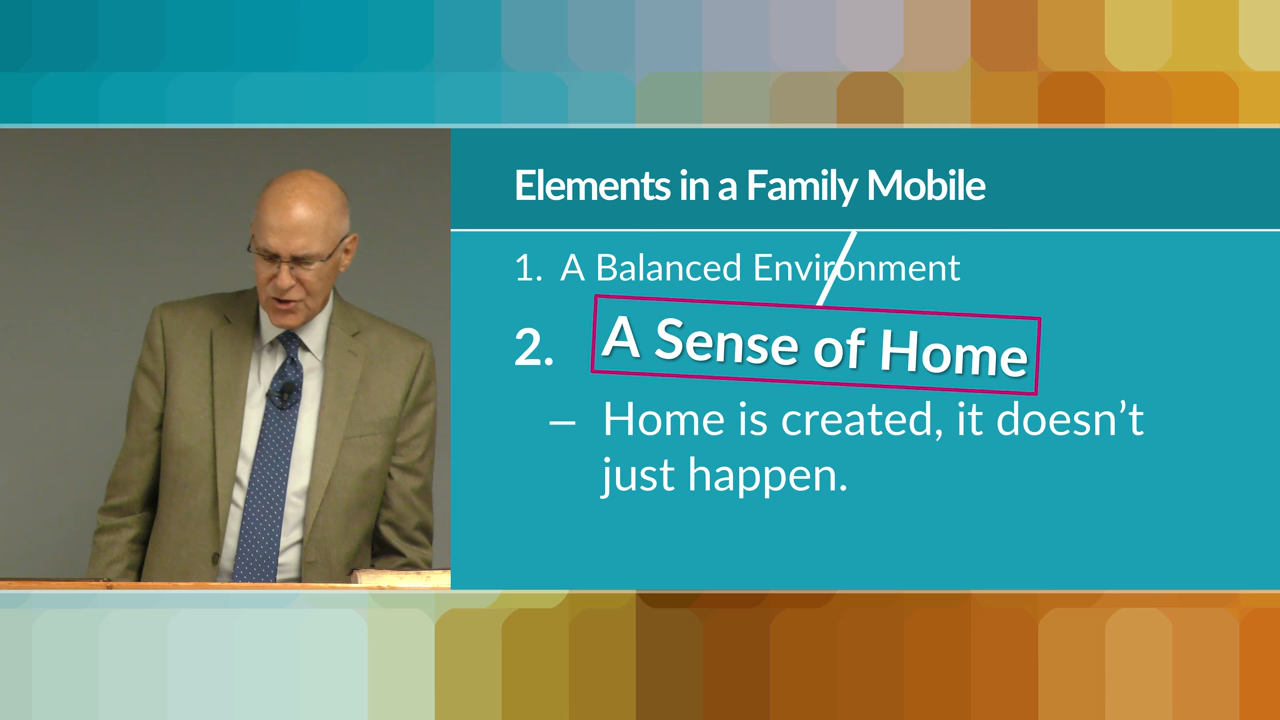 Elements in a Family Mobile
1. A Balanced Environment
2. A Sense of Home
– Home is created, it doesn’t
just happen.